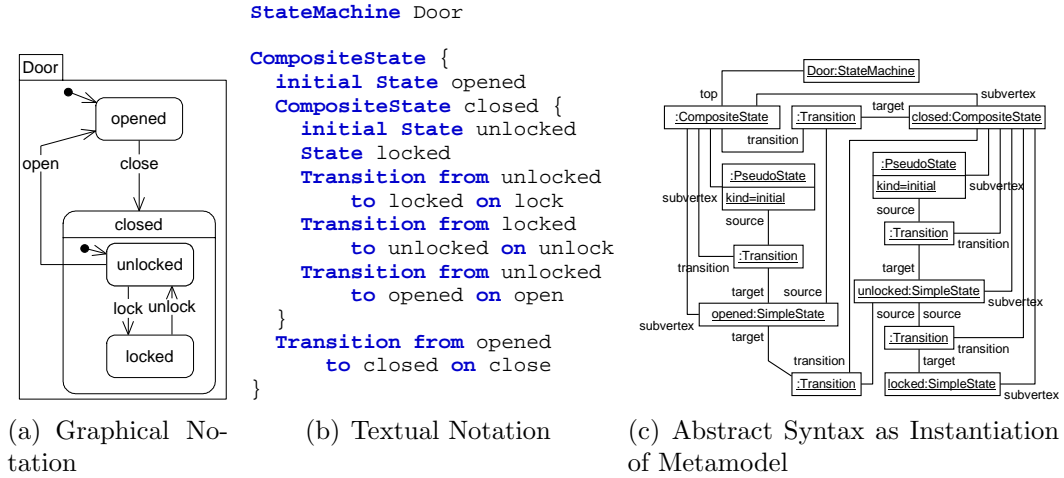 Door
opened
open
close
closed
unlocked
lock
unlock
locked
(a) Graphical No-
tation
StateMachine Door
CompositeState {
initial State opened
CompositeState closed {
initial State unlocked
State locked
Transition from unlocked
to locked on lock
Transition from locked
to unlocked on unlock
Transition from unlocked
to opened on open
}
Transition from opened
to closed on close
}
(b) Textual Notation
Door:StateMachine
top
subvertex
target
:CompositeState
:Transition
closed:CompositeState
transition
:PseudoState
kind=initial
subvertex
:PseudoState
kind=initial
subvertex
source
source
:Transition
transition
:Transition
transition
target
source
target
unlocked:SimpleState
subvertex
opened:SimpleState
subvertex
source
source
target
:Transition
transition
transition
target
:Transition
locked:SimpleState
subvertex
(c) Abstract Syntax as Instantiation
of Metamodel